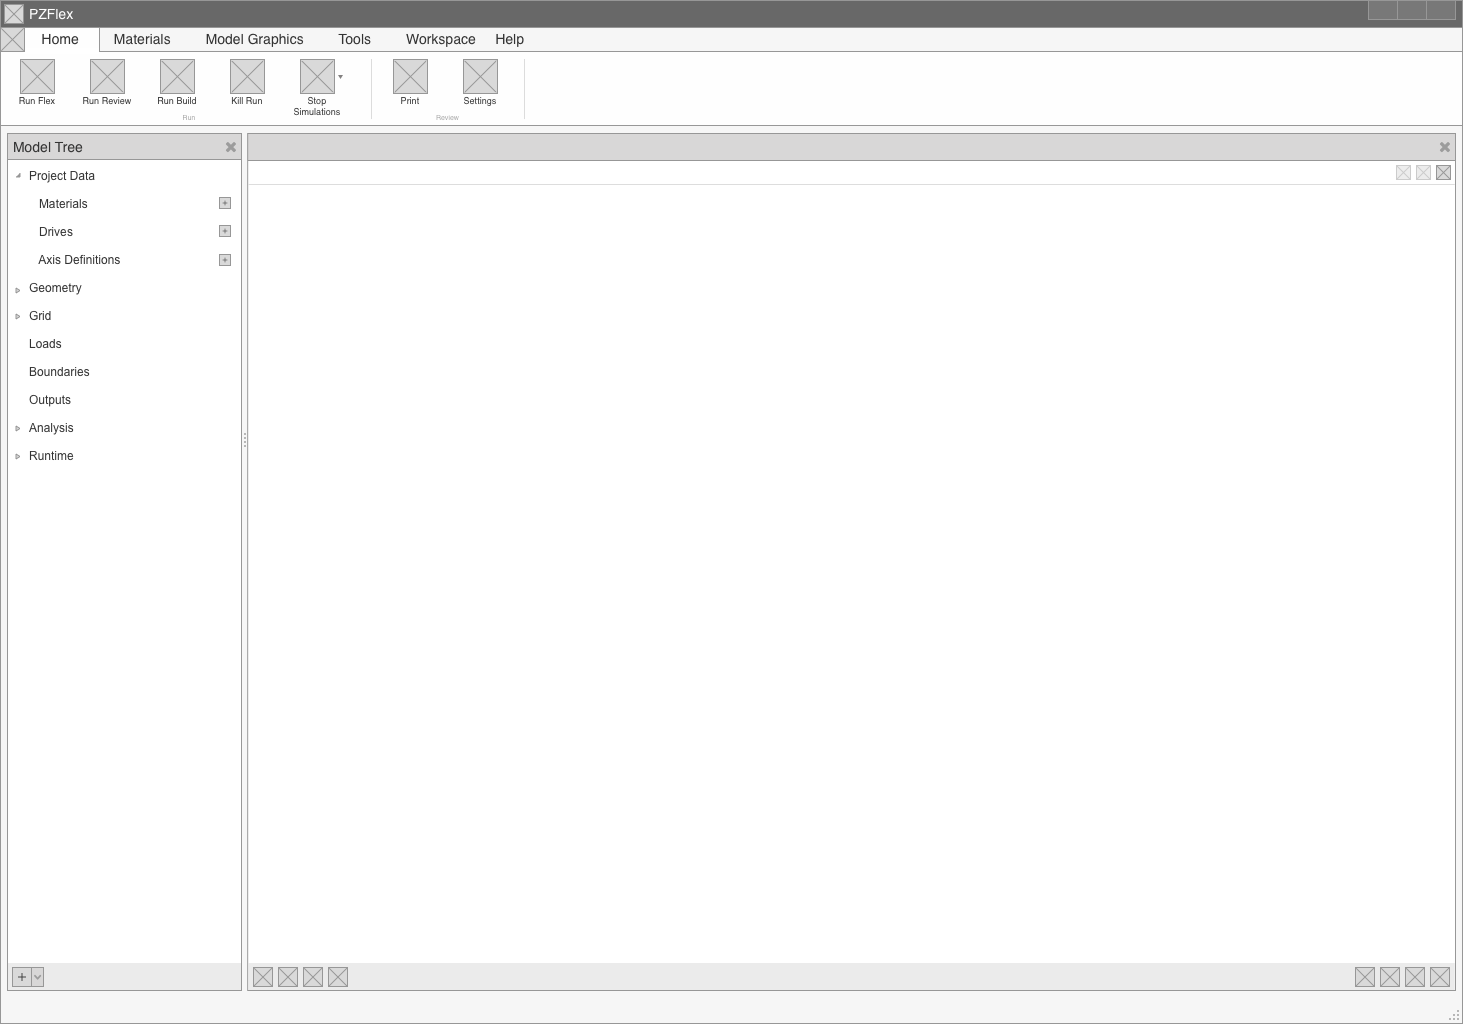 PZFlex
Home Materials Model Graphics Tools Workspace Help
Run Flex Run Review Run Build Kill Run Stop Simulations Print Settings
Run Review
Model Tree
Project Data
Materials
Drives
Axis Definitions
Geometry
Grid
Loads
Boundaries
Outputs
Analysis
Runtime